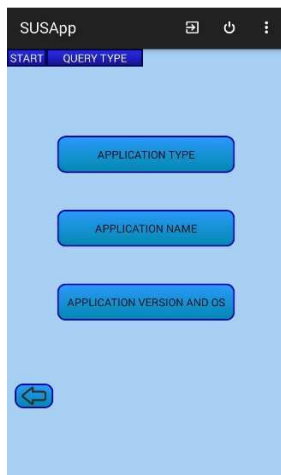 SUSApp
START QUERY TYPE
APPLICATION TYPE
APPLICATION NAME
APPLICATION VERSION AND OS